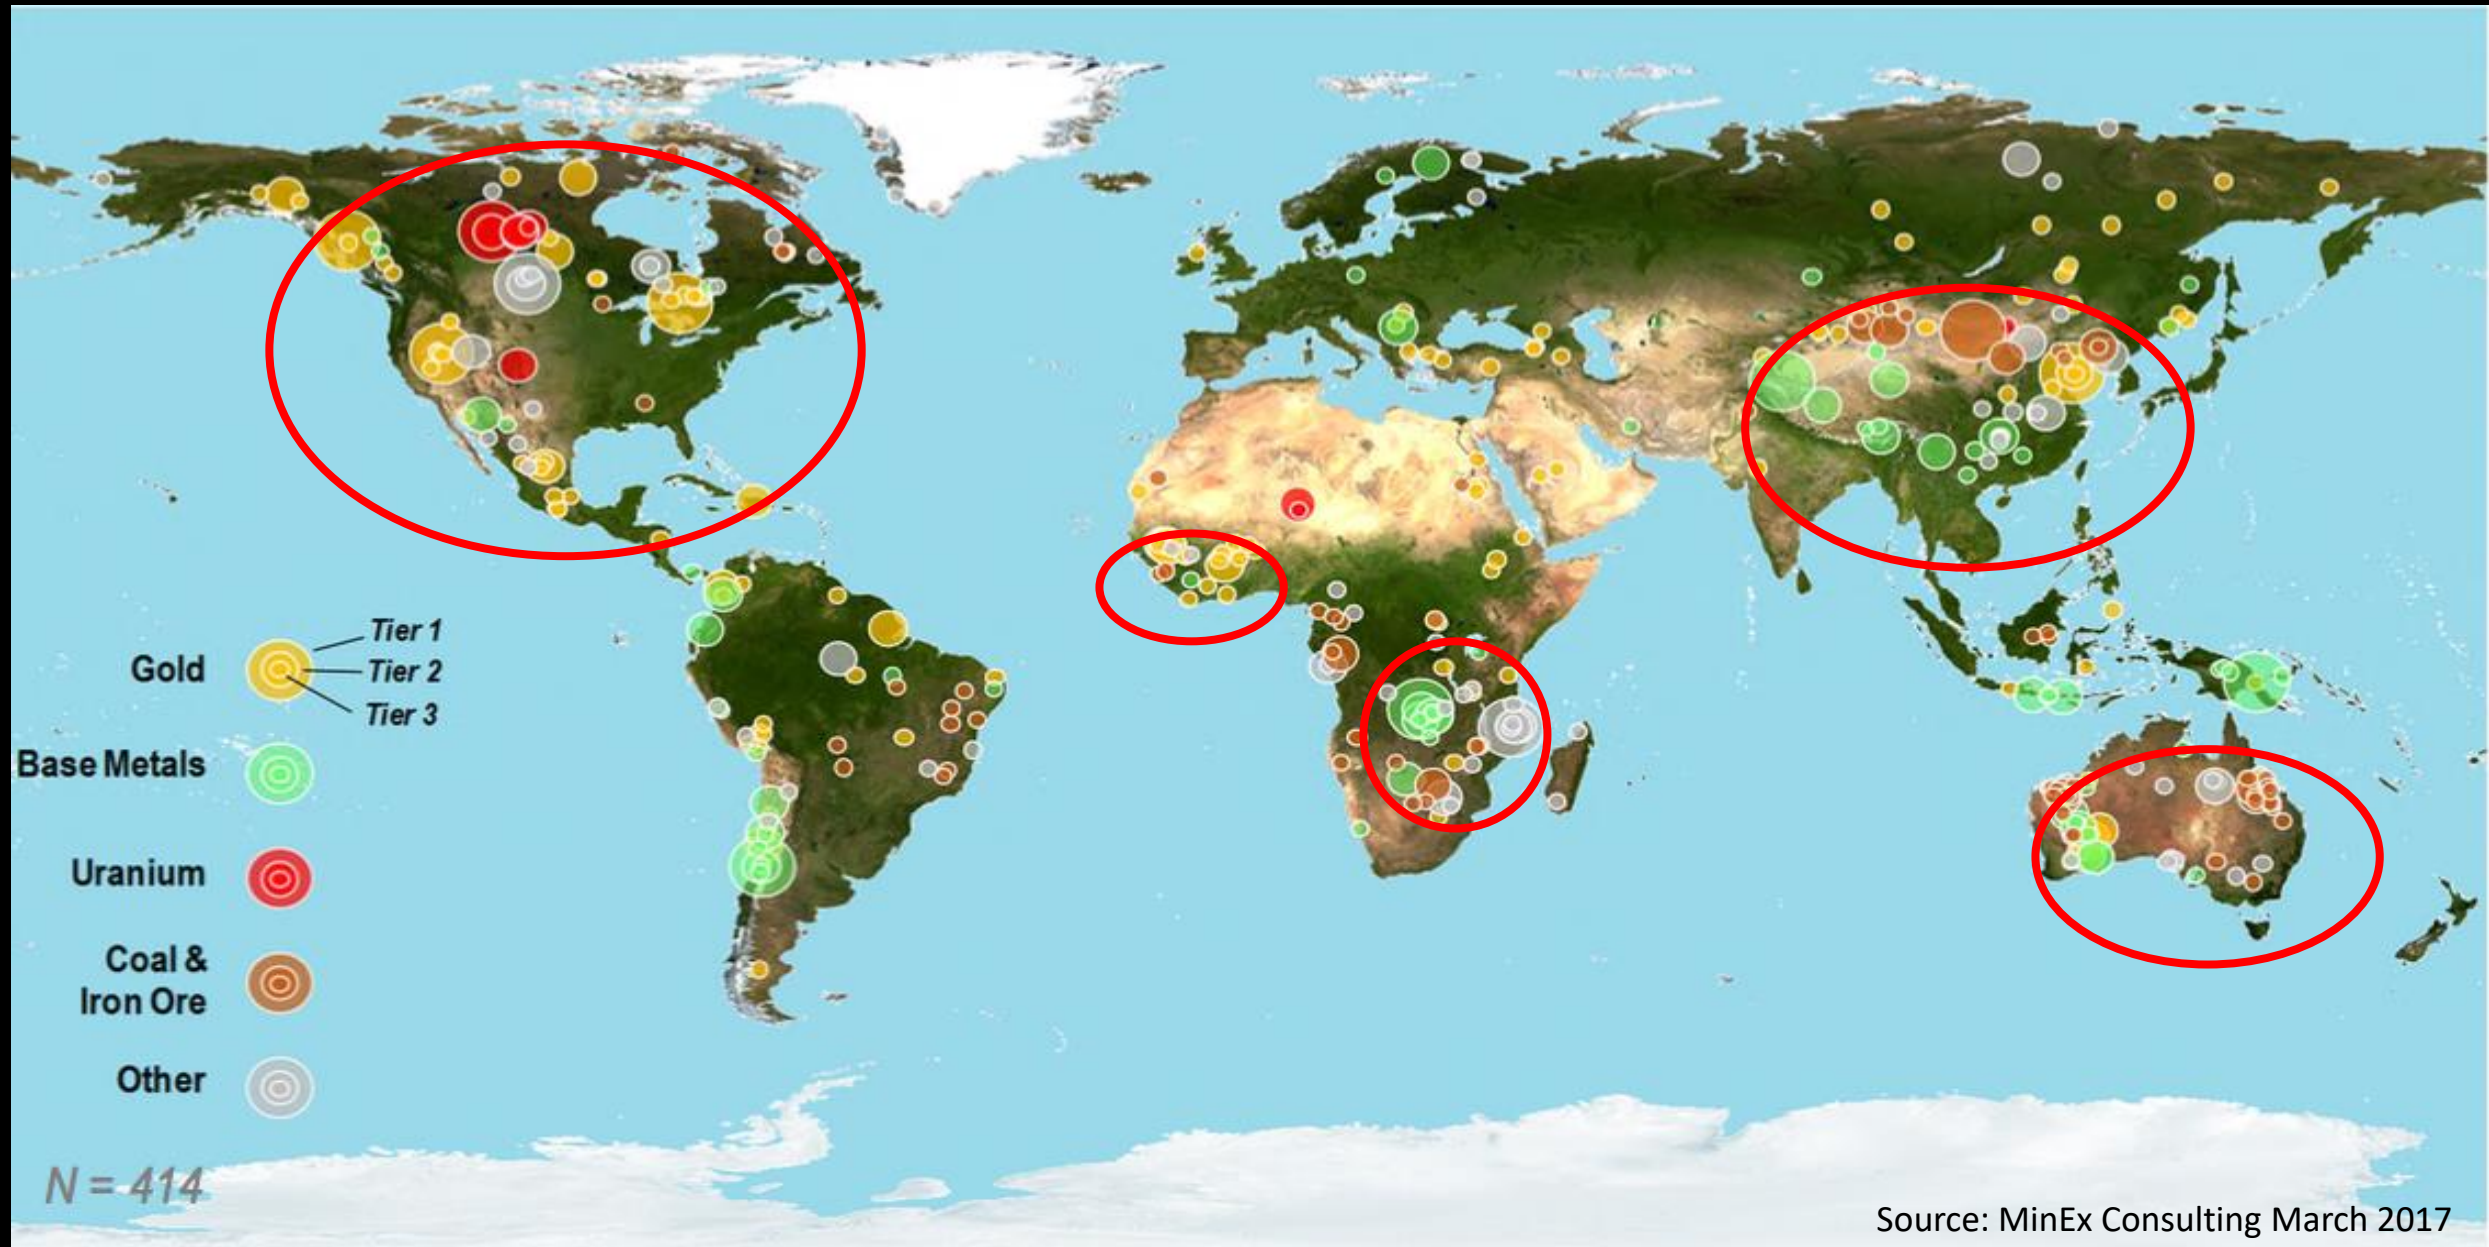 Tier 1
Gold
Tier 2
Tier 3
Base Metals
Uranium
Coal &
Iron Ore
Other
N = 414
Source: MinEx Consulting March 2017